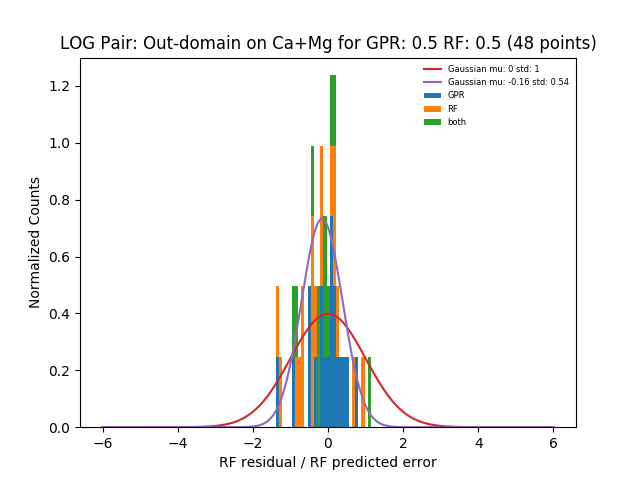 LOG Pair: Out-domain on Ca+Mg for GPR: 0.5 RF: 0.5 (48 points)
Normalized Counts
1.2
1.0
0.8
0.6
0.4
0.2
0.0
Gaussian mu: 0 std: 1
Gaussian mu: -0.16 std: 0.54
GPR
RF
both
−6
−4
−2
0
2
4
6
RF residual / RF predicted error